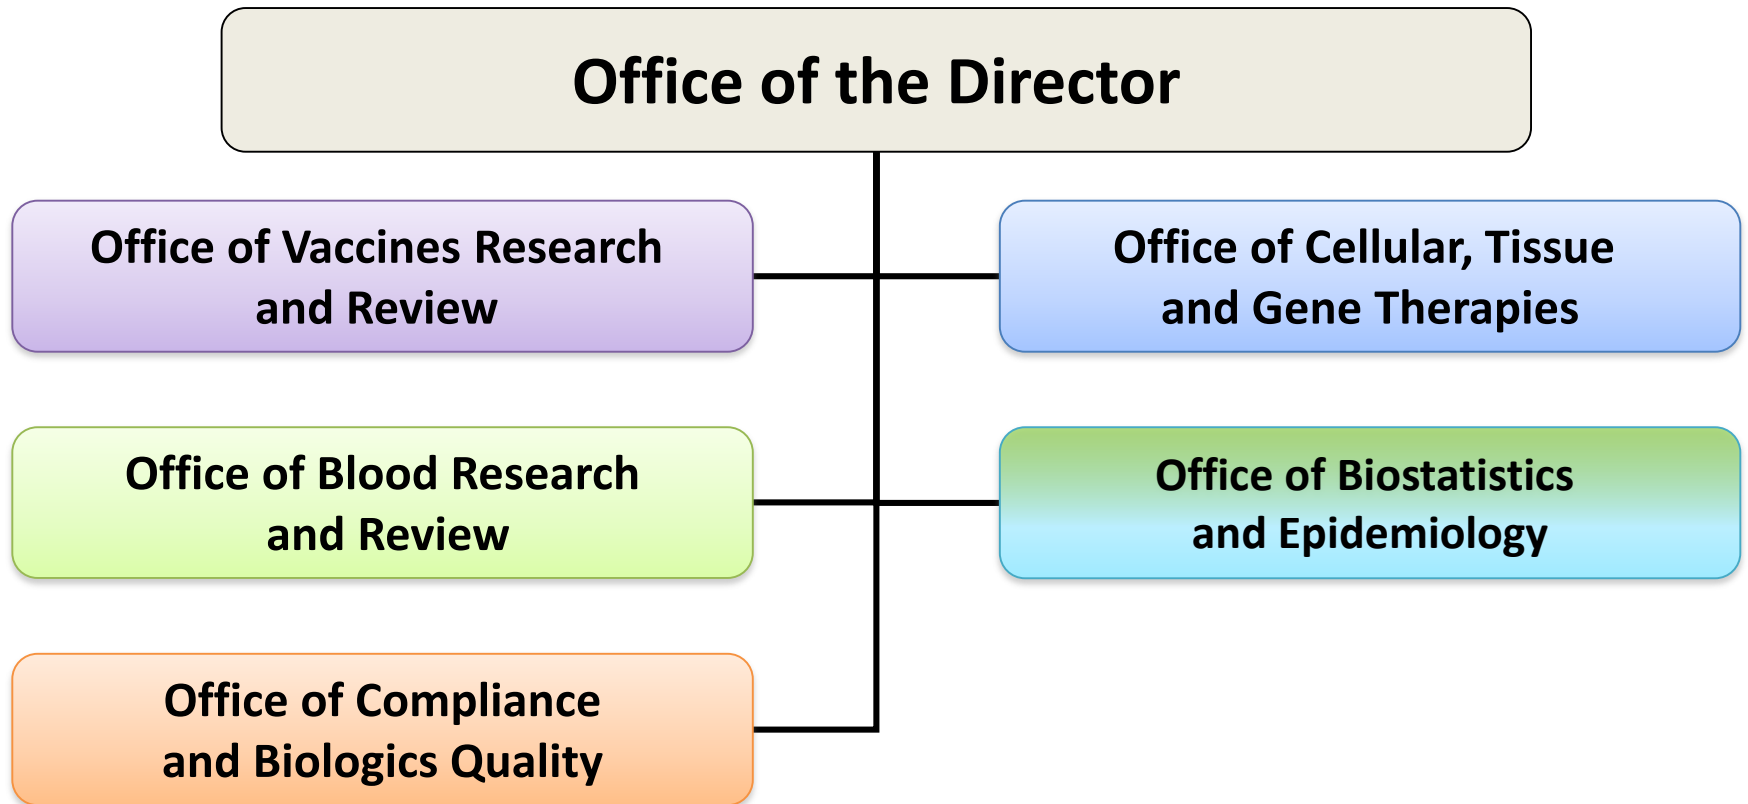 Office of the Director
Office of Vaccines Research
and Review
Office of Cellular, Tissue
and Gene Therapies
Office of Blood Research
and Review
Office of Biostatistics
and Epidemiology
Office of Compliance
and Biologics Quality